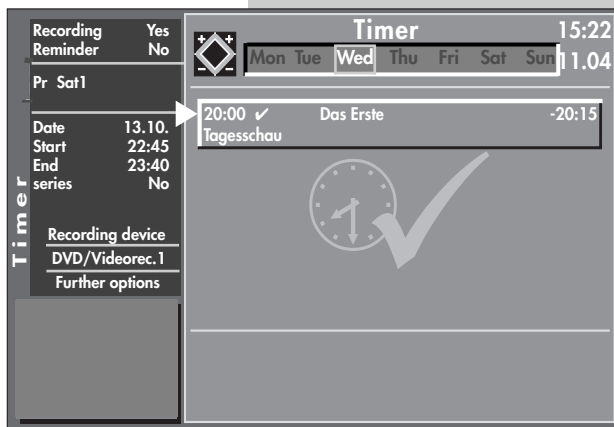 Recording Yes
Reminder No
Pr Sat1
Date 13.10.
Start 22:45
End 23:40
series No
Recording device
DVD/Videorec.1
Further options
Timer
Timer 15:22
Mon Tue Wed Thu Fri Sat Sun 11.04
20:00 ✔ Das Erste -20:15
Tagesschau